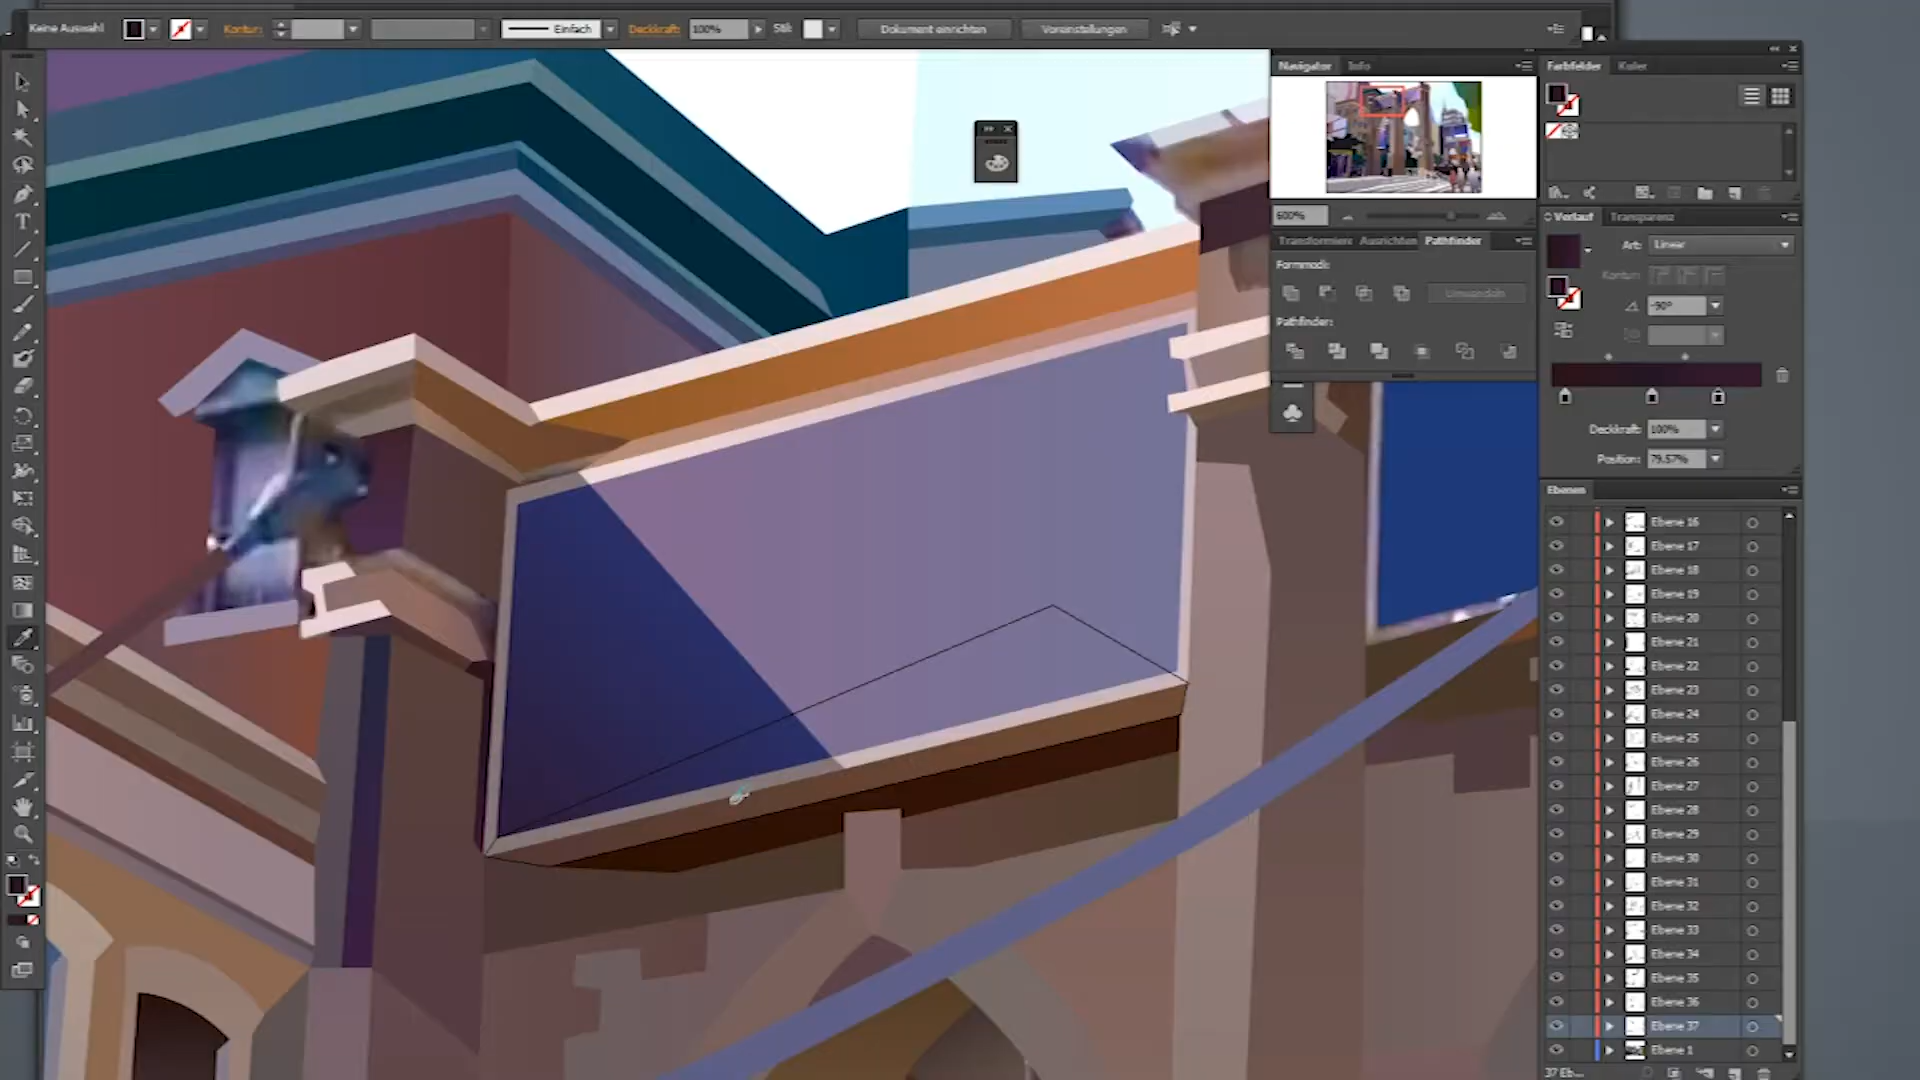 Keine Auswahl
Kontur:
Einfach
Deckkraft:
100%
Stil:
Dokument einrichten
Voreinstellungen
Navigator
Info
600%
Transformieren
Ausrichten
Pathfinder
Formmodi:
Umwandeln
Pathfinder:
Farbfelder
Kuler
Verlauf
Transparenz
Art:
Linear
Kontur:
-90°
Deckkraft:
100%
Position:
79.57%
Ebenen
Ebene 16
Ebene 17
Ebene 18
Ebene 19
Ebene 20
Ebene 21
Ebene 22
Ebene 23
Ebene 24
Ebene 25
Ebene 26
Ebene 27
Ebene 28
Ebene 29
Ebene 30
Ebene 31
Ebene 32
Ebene 33
Ebene 34
Ebene 35
Ebene 36
Ebene 37
Ebene 1
37 Eb...